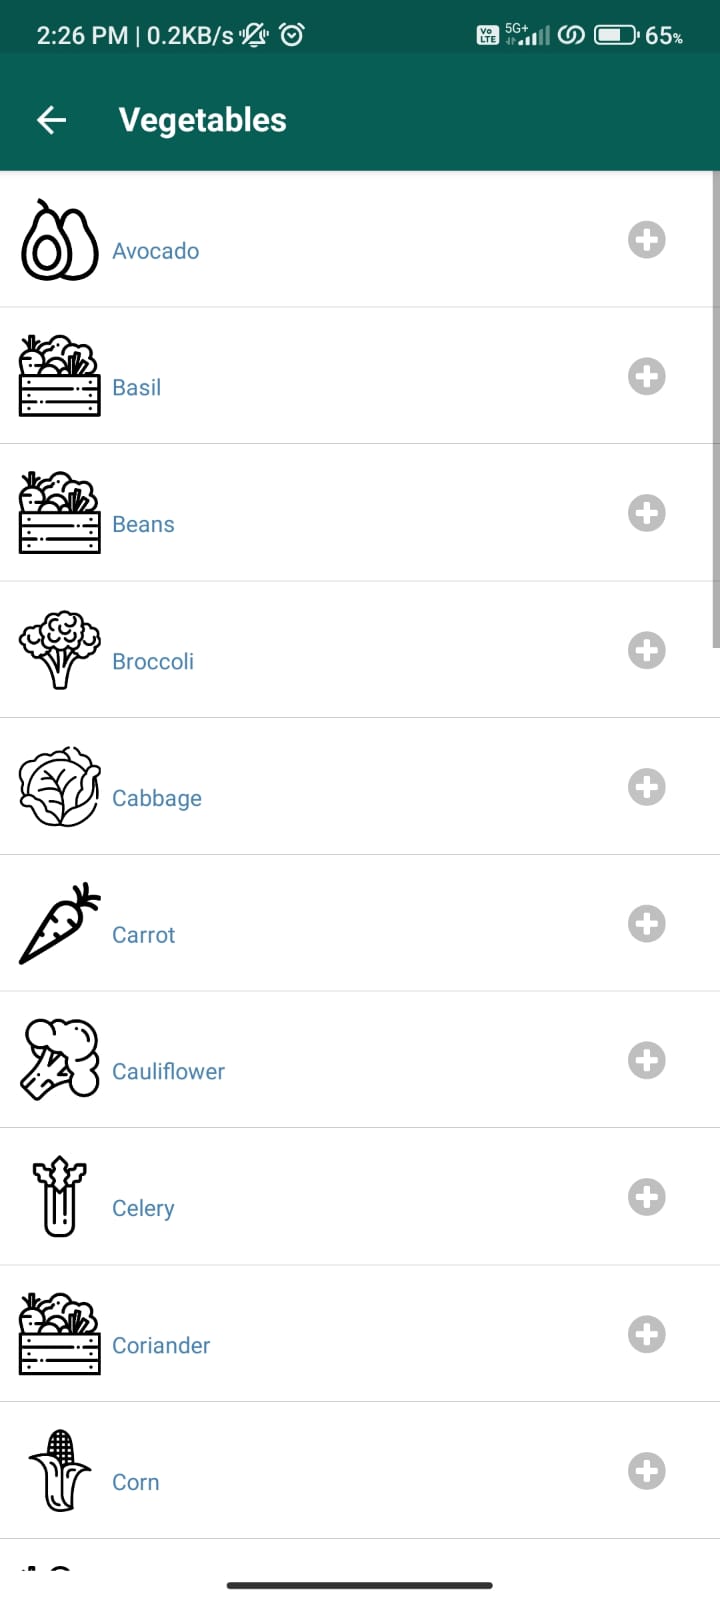 2:26 PM | 0.2KB/s Vo LTE 5G+ 65%
Vegetables
Avocado
Basil
Beans
Broccoli
Cabbage
Carrot
Cauliflower
Celery
Coriander
Corn